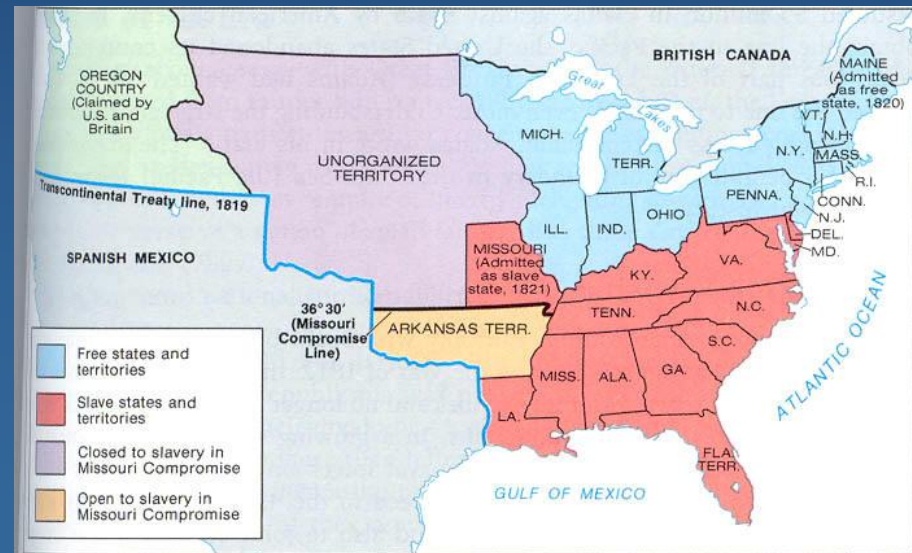 OREGON
COUNTRY
(Claimed by
U.S. and
Britain
BRITISH CANADA
MAINE
(Admitted
as free
state, 1820)
Great
Lakes
VT.
N.H.
MICH.
TERR.
N.Y.
MASS.
R.I.
CONN.
N.J.
UNORGANIZED
TERRITORY
PENNA.
Transcontinental Treaty line, 1819
ILL.
IND.
OHIO
DEL.
MD.
SPANISH MEXICO
MISSOURI
(Admitted
as slave
state, 1821)
KY.
VA.
36°30'
(Missouri
Compromise
Line)
ARKANSAS TERR.
TENN.
N.C.
S.C.
MISS.
ALA.
GA.
LA.
FLA.
TERR.
ATLANTIC OCEAN
GULF OF MEXICO
Free states and
territories
Slave states and
territories
Closed to slavery in
Missouri Compromise
Open to slavery in
Missouri Compromise